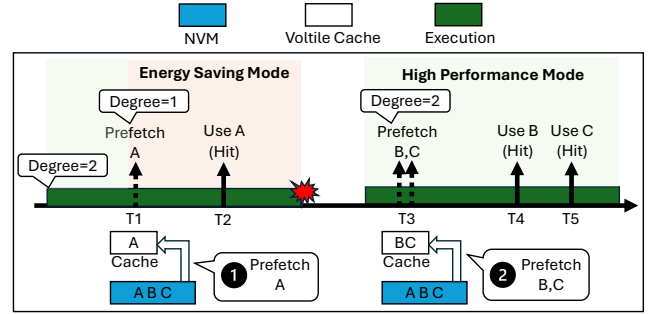 NVM
Voltile Cache
Execution
Energy Saving Mode
High Performance Mode
Degree=1
Degree=2
Prefetch
A
Use A
(Hit)
Prefetch
B,C
Use B
(Hit)
Use C
(Hit)
Degree=2
T1
T2
T3
T4
T5
A
Cache
A B C
1 Prefetch
A
BC
Cache
A B C
2 Prefetch
B,C